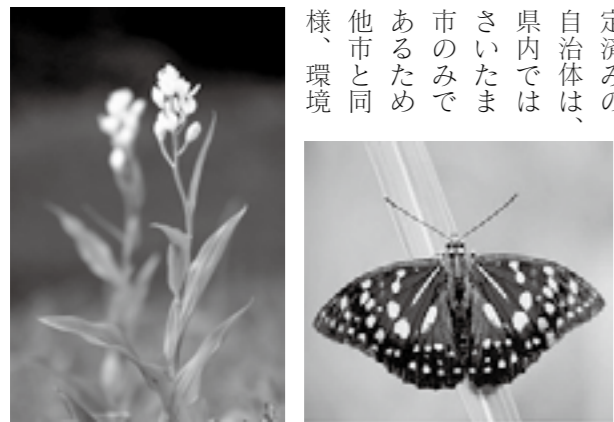 定済みの
自治体は、
県内では
さいたま
市のみで
あるため
他市と同
様、環境